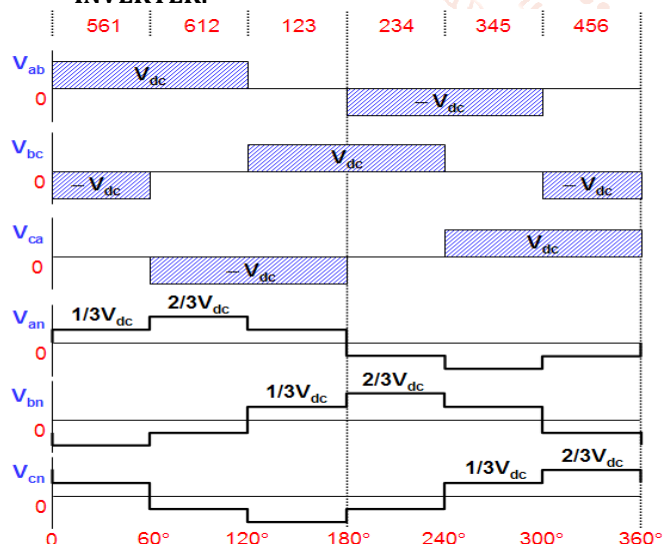 INVERTER.
561 612 123 234 345 456
Vab
Vdc
0
– Vdc
Vbc
Vdc
0
– Vdc
– Vdc
Vca
Vdc
0
– Vdc
Van
1/3Vdc
2/3Vdc
0
Vbn
1/3Vdc
2/3Vdc
0
Vcn
1/3Vdc
2/3Vdc
0
0 60° 120° 180° 240° 300° 360°